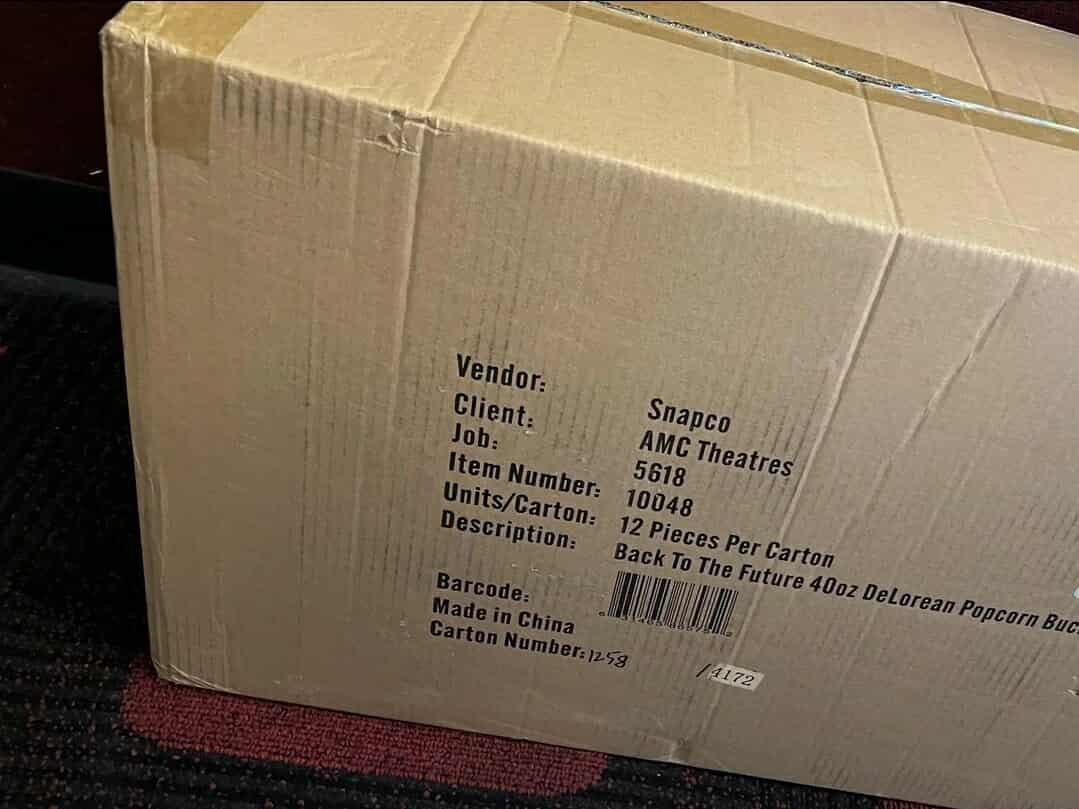 Vendor: Snapco
Client: AMC Theatres
Job: 5618
Item Number: 10048
Units/Carton: 12 Pieces Per Carton
Description: Back To The Future 40oz DeLorean Popcorn
Barcode:
Made in China
Carton Number: 1258 /4172